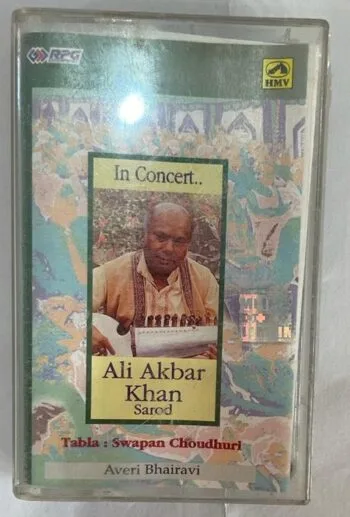 RPG
HMV
In Concert..
Ali Akbar
Khan
Sarod
Tabla : Swapan Choudhuri
Averi Bhairavi